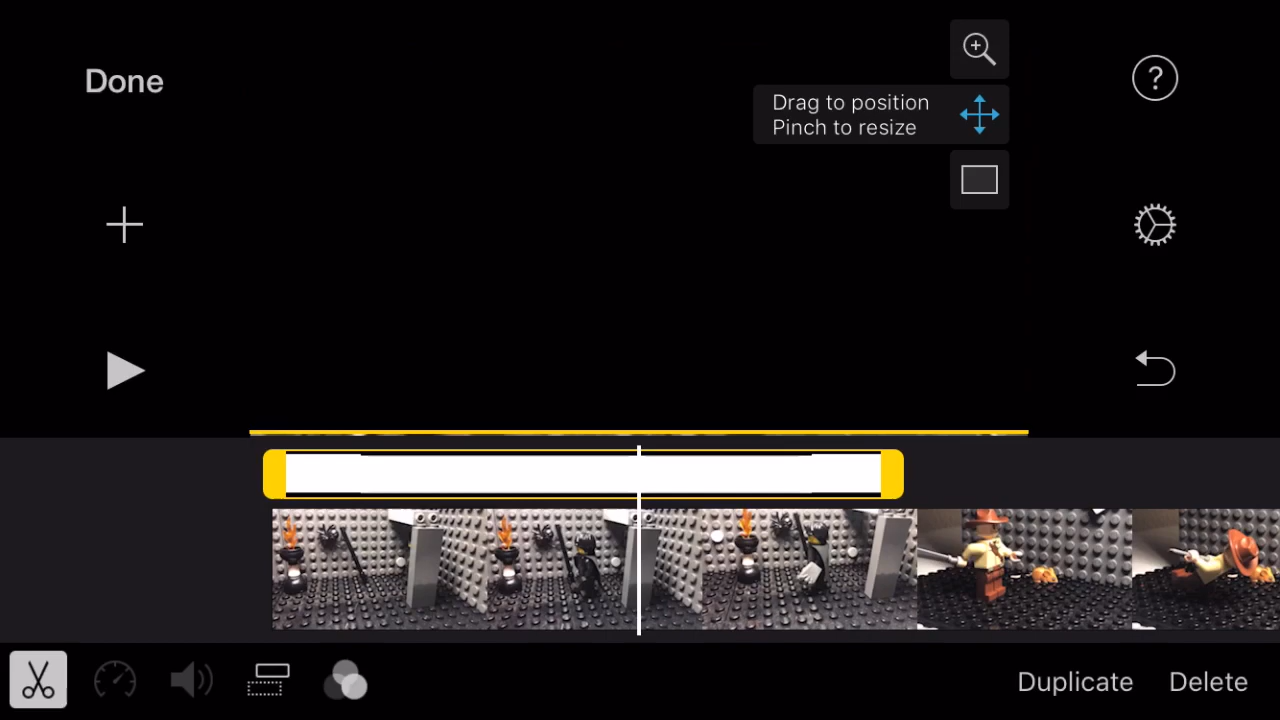 Done
Drag to position
Pinch to resize
?
Duplicate
Delete